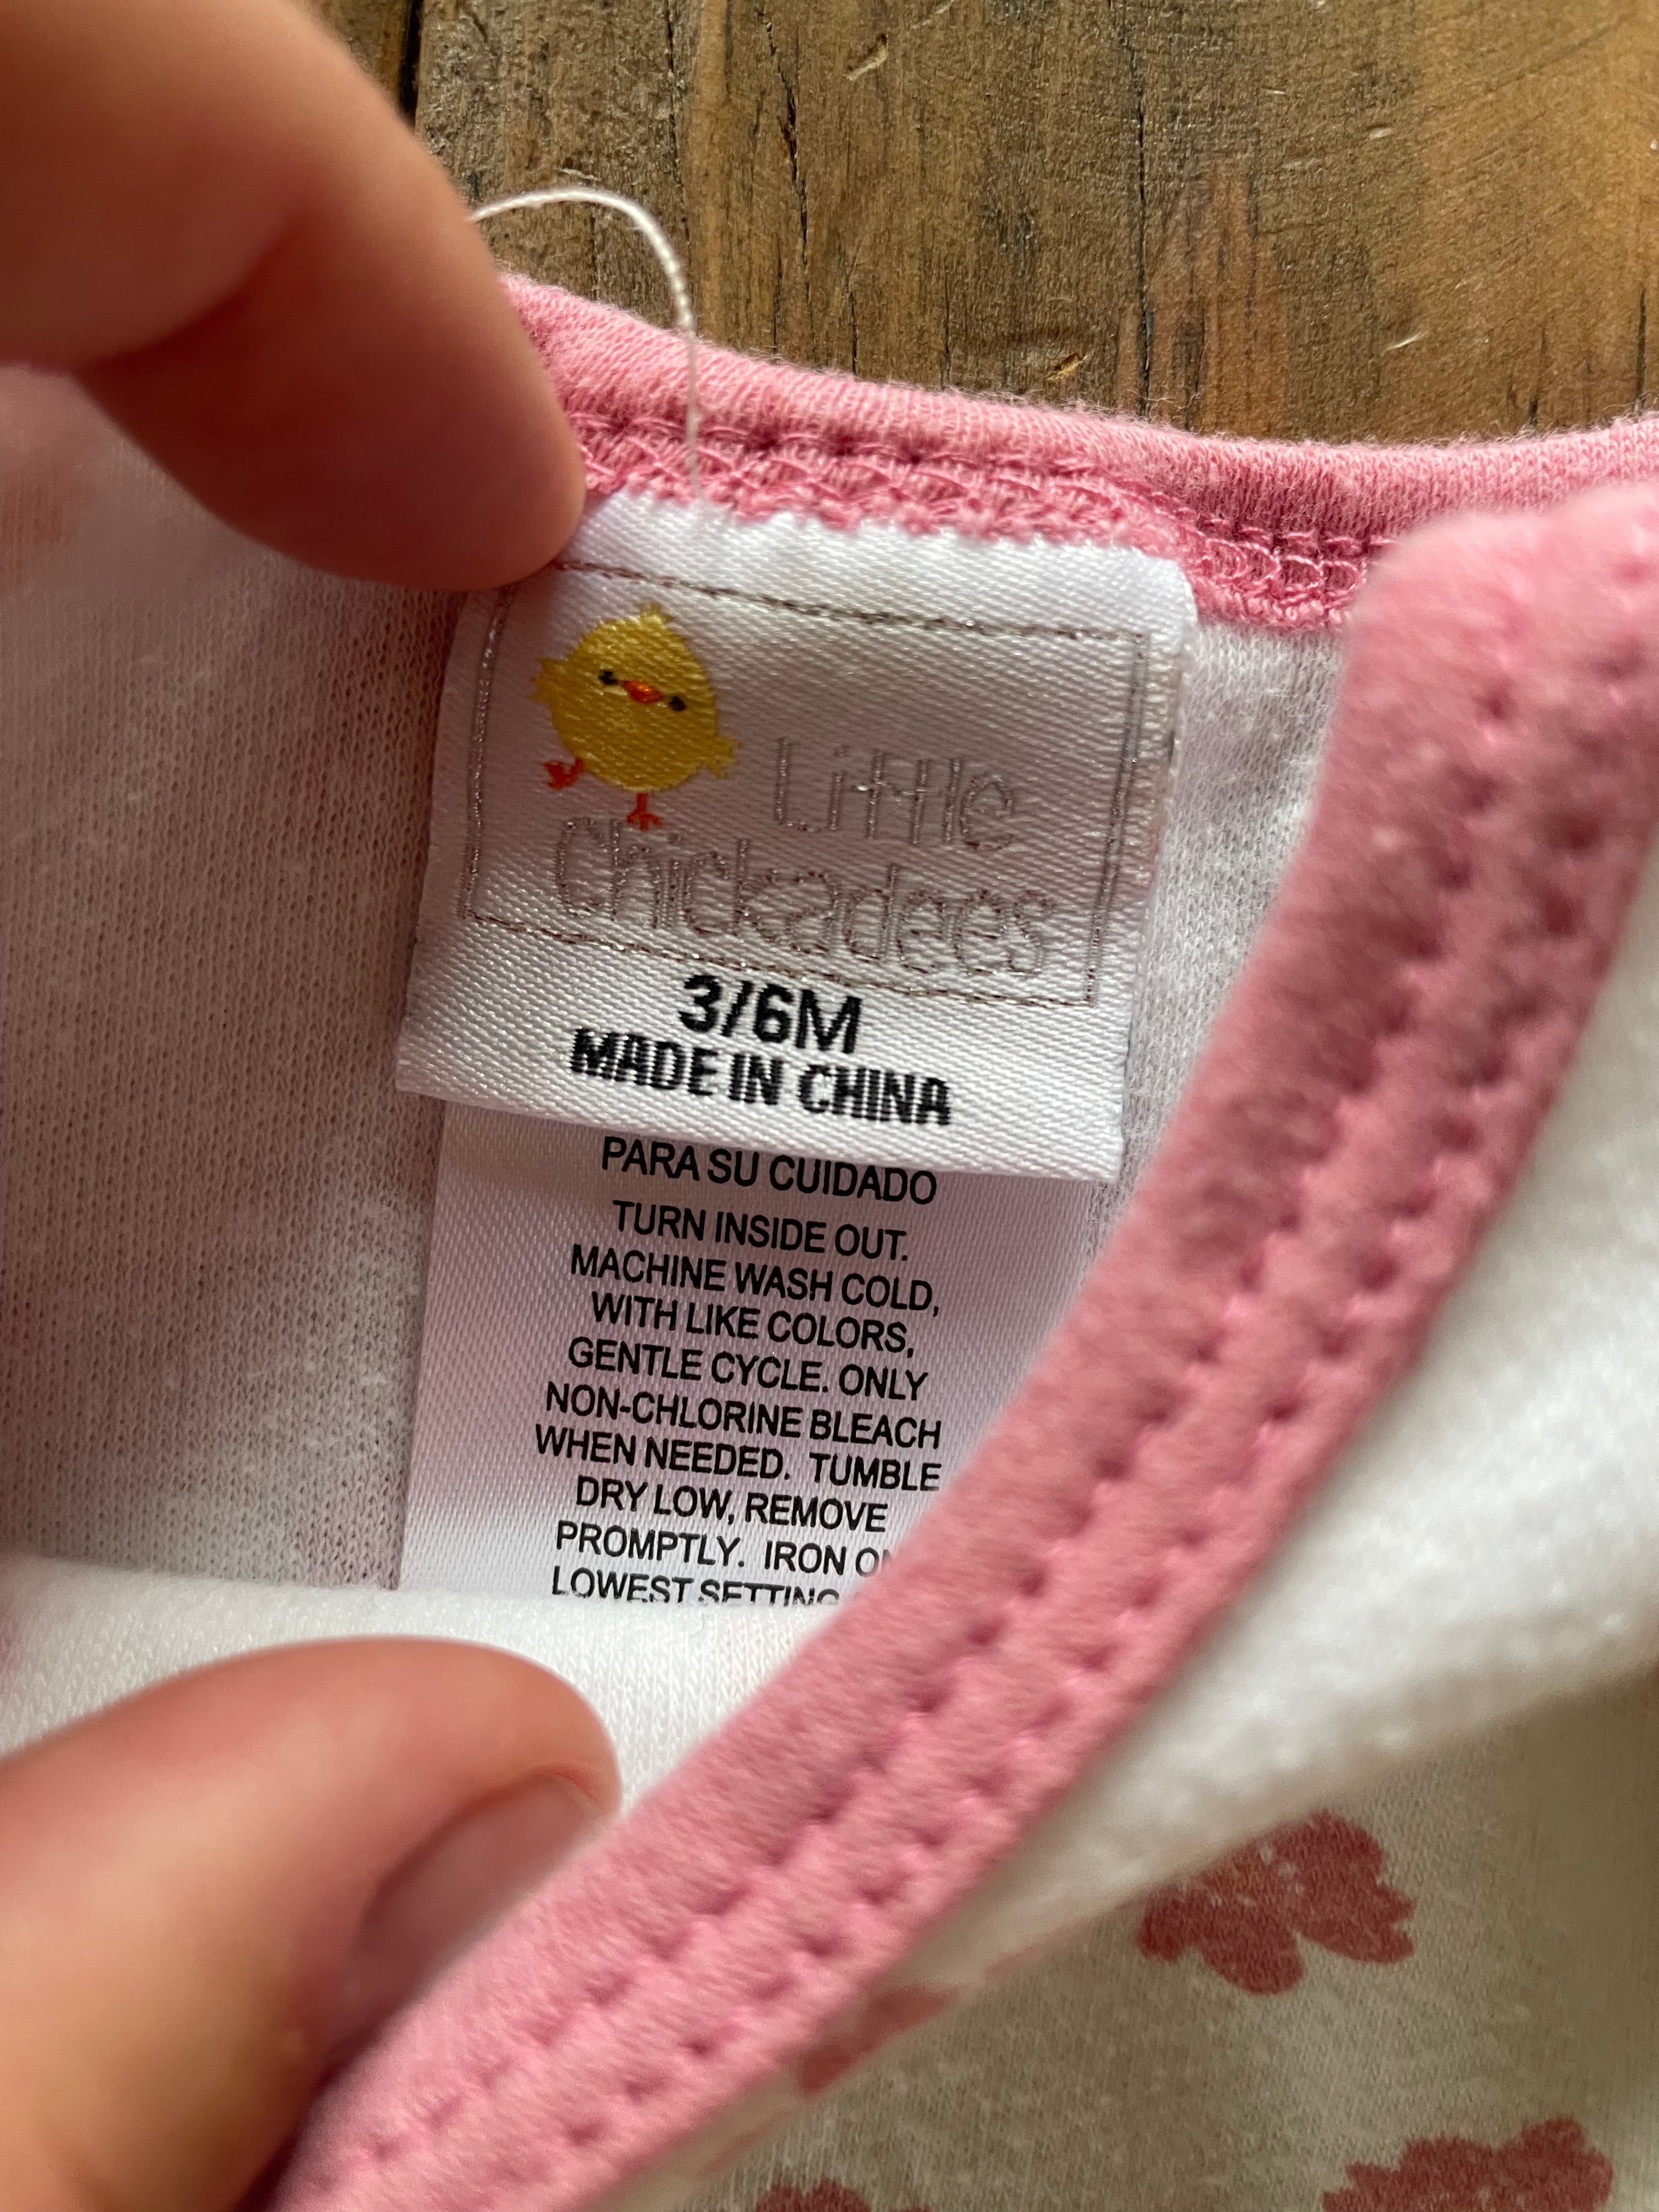 Little
Chickadees
3/6M
MADE IN CHINA
PARA SU CUIDADO
TURN INSIDE OUT.
MACHINE WASH COLD,
WITH LIKE COLORS,
GENTLE CYCLE. ONLY
NON-CHLORINE BLEACH
WHEN NEEDED. TUMBLE
DRY LOW, REMOVE
PROMPTLY. IRON ON
LOWEST SETTING